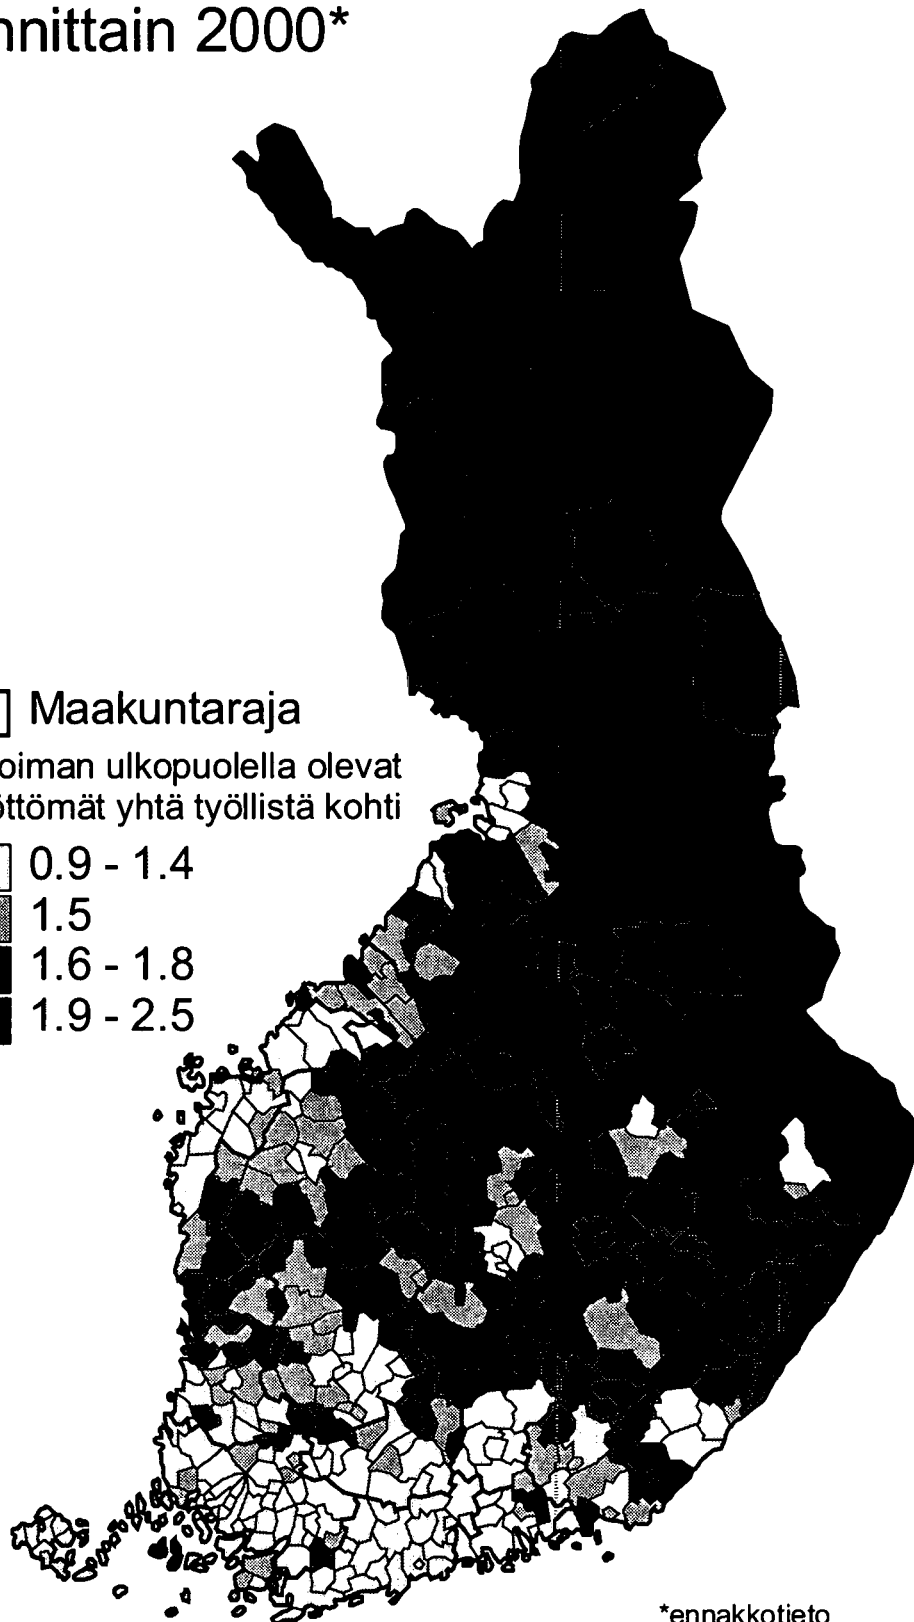 nnittain 2000*
Maakuntaraja
oiman ulkopuolella olevat
öttömät yhtä työllistä kohti
0.9 - 1.4
1.5
1.6 - 1.8
1.9 - 2.5
*ennakkotieto